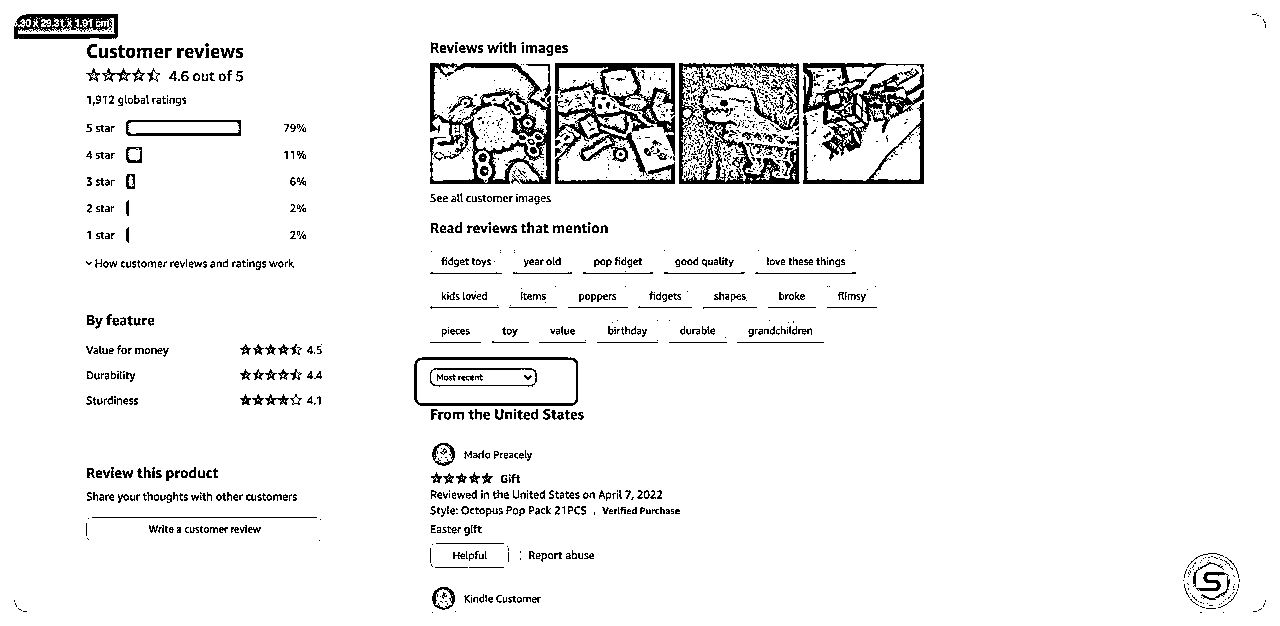 .30 x 29.31 x 1.91 cm
Customer reviews
4.6 out of 5
1,912 global ratings
5 star 79%
4 star 11%
3 star 6%
2 star 2%
1 star 2%
How customer reviews and ratings work
By feature
Value for money 4.5
Durability 4.4
Sturdiness 4.1
Review this product
Share your thoughts with other customers
Write a customer review
Reviews with images
See all customer images
Read reviews that mention
fidget toys year old pop fidget good quality love these things
kids loved items poppers fidgets shapes broke flimsy
pieces toy value birthday durable grandchildren
Most recent
From the United States
Mario Preacely
Gift
Reviewed in the United States on April 7, 2022
Style: Octopus Pop Pack 21PCS Verified Purchase
Easter gift
Helpful Report abuse
Kindle Customer
S